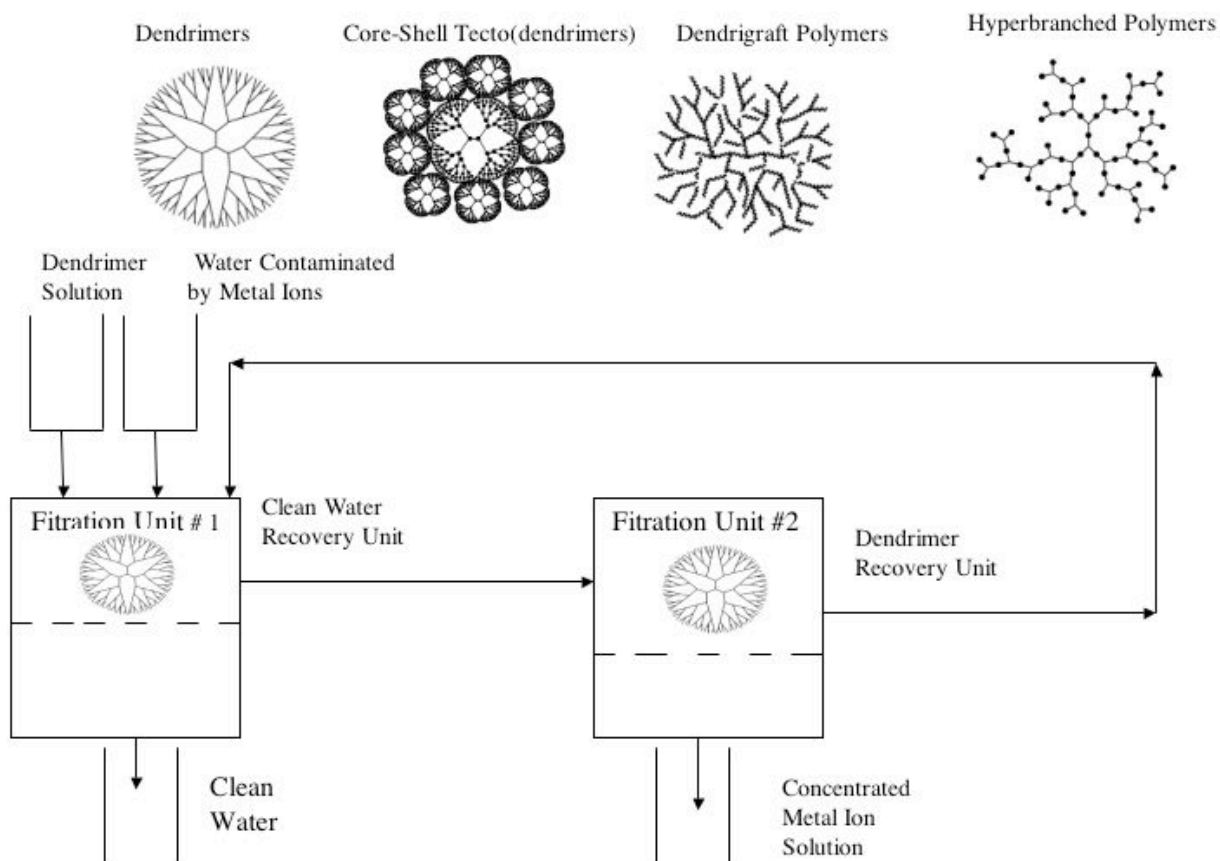 Dendrimers
Core-Shell Tecto(dendrimers)
Dendrigraft Polymers
Hyperbranched Polymers
Dendrimer
Solution
Water Contaminated
by Metal Ions
Fitration Unit # 1
Clean Water
Recovery Unit
Fitration Unit #2
Dendrimer
Recovery Unit
Clean
Water
Concentrated
Metal Ion
Solution